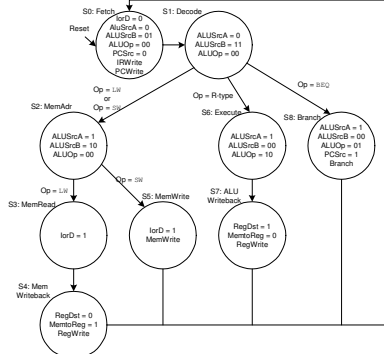 S0: Fetch
S1: Decode
Reset
IorD = 0
AluSrcA = 0
ALUSrcB = 01
ALUOp = 00
PCSrc = 0
IRWrite
PCWrite
ALUSrcA = 0
ALUSrcB = 11
ALUOp = 00
Op = LW
or
Op = SW
Op = R-type
Op = BEQ
S2: MemAdr
S6: Execute
S8: Branch
ALUSrcA = 1
ALUSrcB = 10
ALUOp = 00
ALUSrcA = 1
ALUSrcB = 00
ALUOp = 10
ALUSrcA = 1
ALUSrcB = 00
ALUOp = 01
PCSrc = 1
Branch
Op = LW
Op = SW
S3: MemRead
S5: MemWrite
S7: ALU
Writeback
IorD = 1
IorD = 1
MemWrite
RegDst = 1
MemtoReg = 0
RegWrite
S4: Mem
Writeback
RegDst = 0
MemtoReg = 1
RegWrite